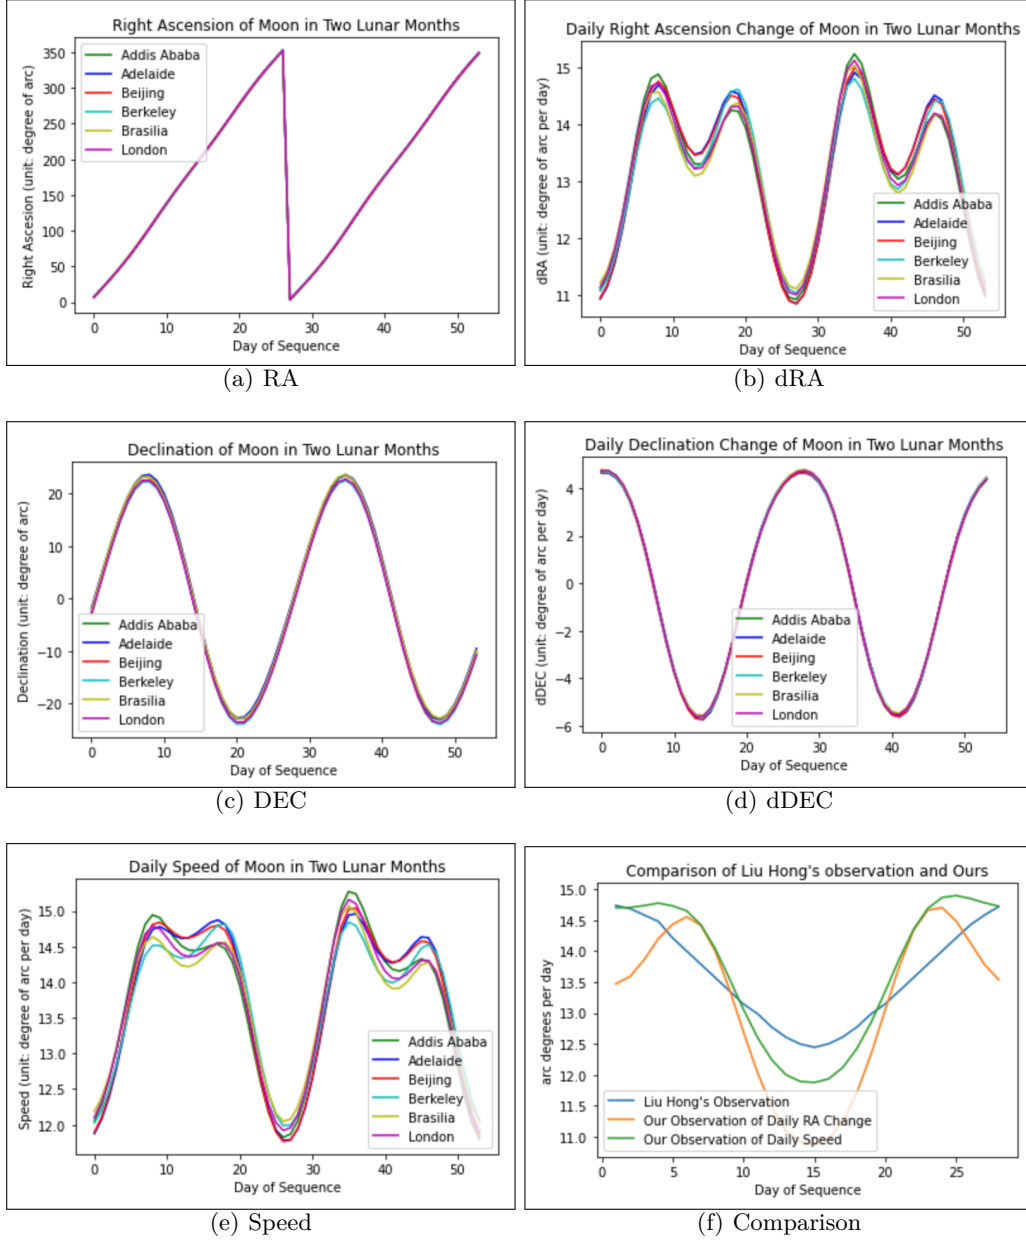 Right Ascension of Moon in Two Lunar Months
Right Ascesion (unit: degree of arc)
350
300
250
200
150
100
50
0
Addis Ababa
Adelaide
Beijing
Berkeley
Brasilia
London
0 10 20 30 40 50
Day of Sequence
(a) RA
Daily Right Ascension Change of Moon in Two Lunar Months
dRA (unit: degree of arc per day)
15
14
13
12
11
Addis Ababa
Adelaide
Beijing
Berkeley
Brasilia
London
0 10 20 30 40 50
Day of Sequence
(b) dRA
Declination of Moon in Two Lunar Months
Declination (unit: degree of arc)
20
10
0
−10
−20
Addis Ababa
Adelaide
Beijing
Berkeley
Brasilia
London
0 10 20 30 40 50
Day of Sequence
(c) DEC
Daily Declination Change of Moon in Two Lunar Months
dDEC (unit: degree of arc per day)
4
2
0
−2
−4
−6
Addis Ababa
Adelaide
Beijing
Berkeley
Brasilia
London
0 10 20 30 40 50
Day of Sequence
(d) dDEC
Daily Speed of Moon in Two Lunar Months
Speed (unit: degree of arc per day)
15.0
14.5
14.0
13.5
13.0
12.5
12.0
Addis Ababa
Adelaide
Beijing
Berkeley
Brasilia
London
0 10 20 30 40 50
Day of Sequence
(e) Speed
Comparison of Liu Hong's observation and Ours
arc degrees per day
15.0
14.5
14.0
13.5
13.0
12.5
12.0
11.5
11.0
Liu Hong's Observation
Our Observation of Daily RA Change
Our Observation of Daily Speed
0 5 10 15 20 25
Day of Sequence
(f) Comparison